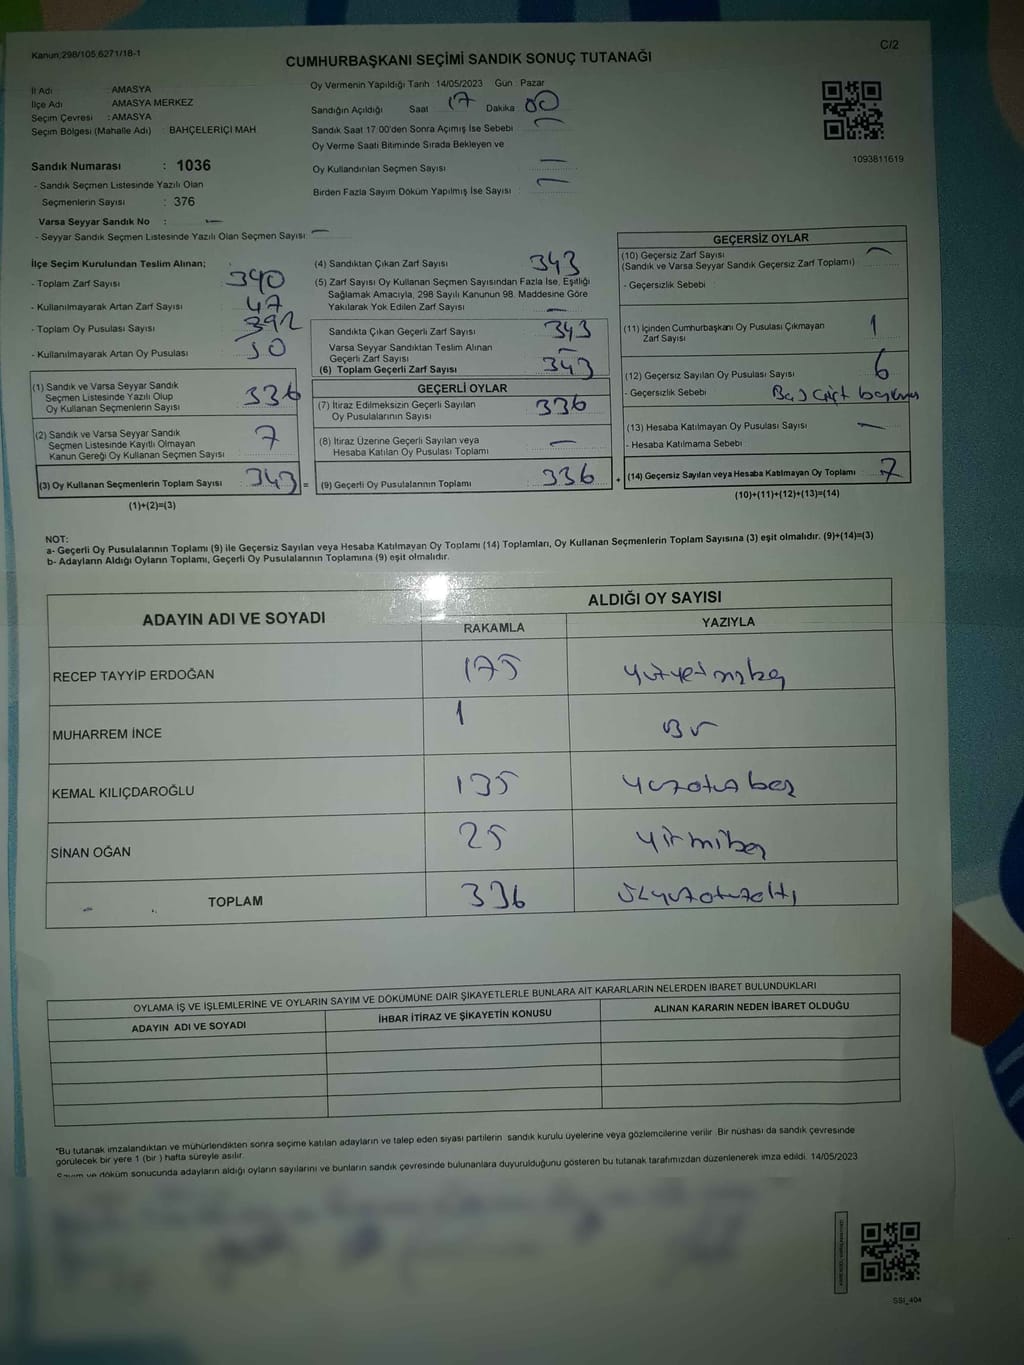 Kanun;298/105,6271/18-1
C/2
CUMHURBAŞKANI SEÇİMİ SANDIK SONUÇ TUTANAĞI
İl Adı : AMASYA
İlçe Adı : AMASYA MERKEZ
Seçim Çevresi : AMASYA
Seçim Bölgesi (Mahalle Adı) : BAHÇELERİÇİ MAH
Oy Vermenin Yapıldığı Tarih : 14/05/2023 Gün : Pazar
Sandığın Açıldığı Saat 17 Dakika 00
Sandık Saat 17:00'den Sonra Açımış İse Sebebi : —
Oy Verme Saati Bitiminde Sırada Bekleyen ve
Oy Kullandırılan Seçmen Sayısı : —
Birden Fazla Sayım Döküm Yapılmış İse Sayısı : —
1093811619
Sandık Numarası : 1036
- Sandık Seçmen Listesinde Yazılı Olan
Seçmenlerin Sayısı : 376
Varsa Seyyar Sandık No : —
- Seyyar Sandık Seçmen Listesinde Yazılı Olan Seçmen Sayısı: —
İlçe Seçim Kurulundan Teslim Alınan;
- Toplam Zarf Sayısı : 390
- Kullanılmayarak Artan Zarf Sayısı : 47
- Toplam Oy Pusulası Sayısı : 392
- Kullanılmayarak Artan Oy Pusulası : 50
(1) Sandık ve Varsa Seyyar Sandık
Seçmen Listesinde Yazılı Olup
Oy Kullanan Seçmenlerin Sayısı : 336
(2) Sandık ve Varsa Seyyar Sandık
Seçmen Listesinde Kayıtlı Olmayan
Kanun Gereği Oy Kullanan Seçmen Sayısı : 7
(3) Oy Kullanan Seçmenlerin Toplam Sayısı : 343 =
(1)+(2)=(3)
(4) Sandıktan Çıkan Zarf Sayısı : 343
(5) Zarf Sayısı Oy Kullanan Seçmen Sayısından Fazla İse, Eşitliği
Sağlamak Amacıyla, 298 Sayılı Kanunun 98. Maddesine Göre
Yakılarak Yok Edilen Zarf Sayısı : —
Sandıkta Çıkan Geçerli Zarf Sayısı : 343
Varsa Seyyar Sandıktan Teslim Alınan
Geçerli Zarf Sayısı : —
(6) Toplam Geçerli Zarf Sayısı : 343
GEÇERLİ OYLAR
(7) İtiraz Edilmeksizin Geçerli Sayılan
Oy Pusulalarının Sayısı : 336
(8) İtiraz Üzerine Geçerli Sayılan veya
Hesaba Katılan Oy Pusulası Toplamı : —
(9) Geçerli Oy Pusulalarının Toplamı : 336 +
GEÇERSİZ OYLAR
(10) Geçersiz Zarf Sayısı : —
(Sandık ve Varsa Seyyar Sandık Geçersiz Zarf Toplamı)
- Geçersizlik Sebebi :
(11) İçinden Cumhurbaşkanı Oy Pusulası Çıkmayan
Zarf Sayısı : 1
(12) Geçersiz Sayılan Oy Pusulası Sayısı : 6
- Geçersizlik Sebebi : çift
(13) Hesaba Katılmayan Oy Pusulası Sayısı : —
- Hesaba Katılmama Sebebi :
(14) Geçersiz Sayılan veya Hesaba Katılmayan Oy Toplamı : 7
(10)+(11)+(12)+(13)=(14)
NOT:
a- Geçerli Oy Pusulalarının Toplamı (9) ile Geçersiz Sayılan veya Hesaba Katılmayan Oy Toplamı (14) Toplamları, Oy Kullanan Seçmenlerin Toplam Sayısına (3) eşit olmalıdır. (9)+(14)=(3)
b- Adayların Aldığı Oyların Toplamı, Geçerli Oy Pusulalarının Toplamına (9) eşit olmalıdır.
ADAYIN ADI VE SOYADI
ALDIĞI OY SAYISI
RAKAMLA YAZIYLA
RECEP TAYYİP ERDOĞAN 175 yüzyetmişbeş
MUHARREM İNCE 1 Bir
KEMAL KILIÇDAROĞLU 135 yüzotuzbeş
SİNAN OĞAN 25 yirmibeş
TOPLAM 336 üçyüzotuzaltı
OYLAMA İŞ VE İŞLEMLERİNE VE OYLARIN SAYIM VE DÖKÜMÜNE DAİR ŞİKAYETLERLE BUNLARA AİT KARARLARIN NELERDEN İBARET BULUNDUKLARI
ADAYIN ADI VE SOYADI İHBAR İTİRAZ VE ŞİKAYETİN KONUSU ALINAN KARARIN NEDEN İBARET OLDUĞU
"Bu tutanak imzalandıktan ve mühürlendikten sonra seçime katılan adayların ve talep eden siyasi partilerin sandık kurulu üyelerine veya gözlemcilerine verilir. Bir nüshası da sandık çevresinde
görülecek bir yere 1 (bir ) hafta süreyle asılır.
Sayım ve döküm sonucunda adayların aldığı oyların sayılarını ve bunların sandık çevresinde bulunanlara duyurulduğunu gösteren bu tutanak tarafımızdan düzenlenerek imza edildi. 14/05/2023
SSİ_404